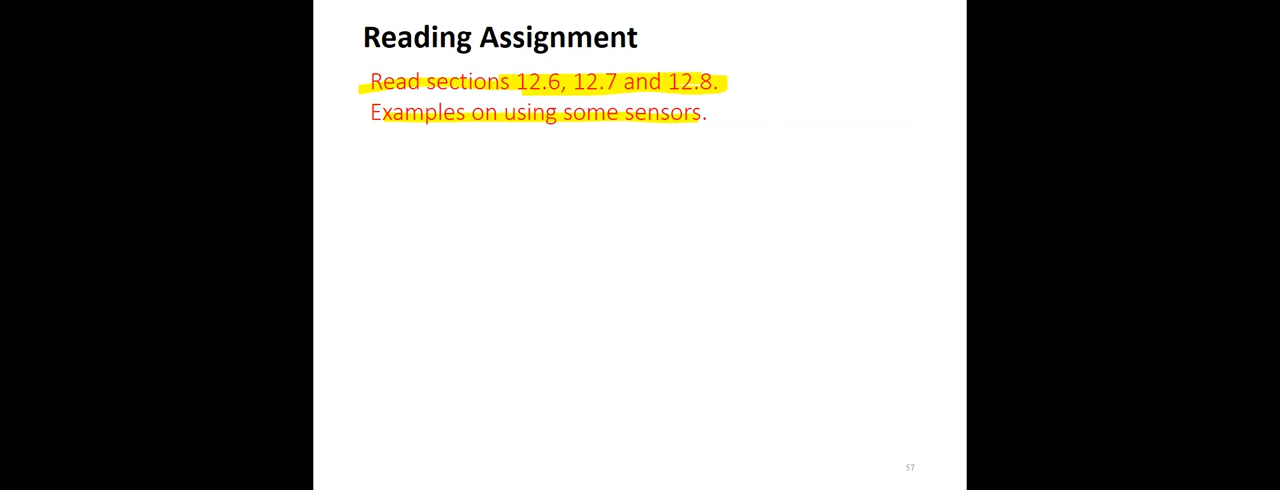 Reading Assignment
Read sections 12.6, 12.7 and 12.8.
Examples on using some sensors.
57